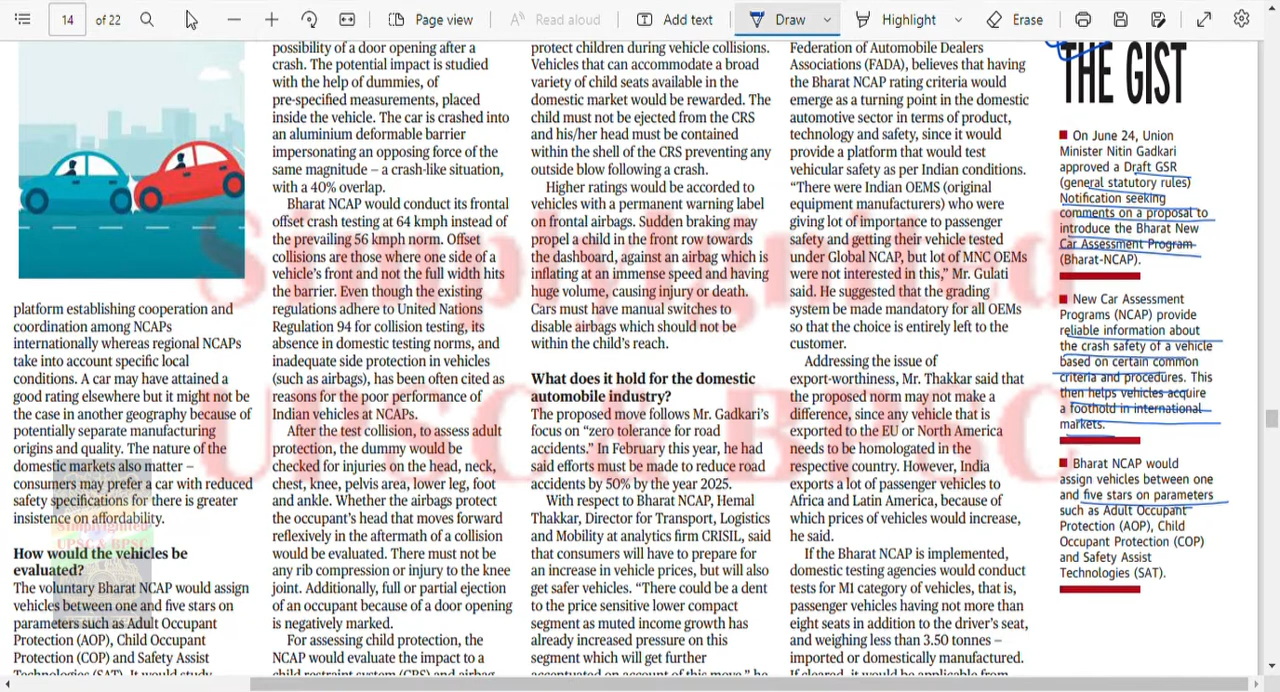 14
of 22
Page view
Read aloud
Add text
Draw
Highlight
Erase
platform establishing cooperation and
coordination among NCAPs
internationally whereas regional NCAPs
take into account specific local
conditions. A car may have attained a
good rating elsewhere but it might not be
the case in another geography because of
potentially separate manufacturing
origins and quality. The nature of the
domestic markets also matter –
consumers may prefer a car with reduced
safety specifications for there is greater
insistence on affordability.
How would the vehicles be
evaluated?
The voluntary Bharat NCAP would assign
vehicles between one and five stars on
parameters such as Adult Occupant
Protection (AOP), Child Occupant
Protection (COP) and Safety Assist
Technologies (SAT). It would study
possibility of a door opening after a
crash. The potential impact is studied
with the help of dummies, of
pre-specified measurements, placed
inside the vehicle. The car is crashed into
an aluminium deformable barrier
impersonating an opposing force of the
same magnitude – a crash-like situation,
with a 40% overlap.
Bharat NCAP would conduct its frontal
offset crash testing at 64 kmph instead of
the prevailing 56 kmph norm. Offset
collisions are those where one side of a
vehicle's front and not the full width hits
the barrier. Even though the existing
regulations adhere to United Nations
Regulation 94 for collision testing, its
absence in domestic testing norms, and
inadequate side protection in vehicles
(such as airbags), has been often cited as
reasons for the poor performance of
Indian vehicles at NCAPs.
After the test collision, to assess adult
protection, the dummy would be
checked for injuries on the head, neck,
chest, knee, pelvis area, lower leg, foot
and ankle. Whether the airbags protect
the occupant's head that moves forward
reflexively in the aftermath of a collision
would be evaluated. There must not be
any rib compression or injury to the knee
joint. Additionally, full or partial ejection
of an occupant because of a door opening
is negatively marked.
For assessing child protection, the
NCAP would evaluate the impact to a
child restraint system (CRS) and airbag
protect children during vehicle collisions.
Vehicles that can accommodate a broad
variety of child seats available in the
domestic market would be rewarded. The
child must not be ejected from the CRS
and his/her head must be contained
within the shell of the CRS preventing any
outside blow following a crash.
Higher ratings would be accorded to
vehicles with a permanent warning label
on frontal airbags. Sudden braking may
propel a child in the front row towards
the dashboard, against an airbag which is
inflating at an immense speed and having
huge volume, causing injury or death.
Cars must have manual switches to
disable airbags which should not be
within the child's reach.
What does it hold for the domestic
automobile industry?
The proposed move follows Mr. Gadkari's
focus on "zero tolerance for road
accidents." In February this year, he had
said efforts must be made to reduce road
accidents by 50% by the year 2025.
With respect to Bharat NCAP, Hemal
Thakkar, Director for Transport, Logistics
and Mobility at analytics firm CRISIL, said
that consumers will have to prepare for
an increase in vehicle prices, but will also
get safer vehicles. "There could be a dent
to the price sensitive lower compact
segment as muted income growth has
already increased pressure on this
segment which will get further
accentuated on account of this move," he
Federation of Automobile Dealers
Associations (FADA), believes that having
the Bharat NCAP rating criteria would
emerge as a turning point in the domestic
automotive sector in terms of product,
technology and safety, since it would
provide a platform that would test
vehicular safety as per Indian conditions.
"There were Indian OEMS (original
equipment manufacturers) who were
giving lot of importance to passenger
safety and getting their vehicle tested
under Global NCAP, but lot of MNC OEMs
were not interested in this," Mr. Gulati
said. He suggested that the grading
system be made mandatory for all OEMs
so that the choice is entirely left to the
customer.
Addressing the issue of
export-worthiness, Mr. Thakkar said that
the proposed norm may not make a
difference, since any vehicle that is
exported to the EU or North America
needs to be homologated in the
respective country. However, India
exports a lot of passenger vehicles to
Africa and Latin America, because of
which prices of vehicles would increase,
he said.
If the Bharat NCAP is implemented,
domestic testing agencies would conduct
tests for M1 category of vehicles, that is,
passenger vehicles having not more than
eight seats in addition to the driver's seat,
and weighing less than 3.50 tonnes –
imported or domestically manufactured.
If cleared, it would be applicable from
THE GIST
On June 24, Union
Minister Nitin Gadkari
approved a Draft GSR
(general statutory rules)
Notification seeking
comments on a proposal to
introduce the Bharat New
Car Assessment Program
(Bharat-NCAP).
New Car Assessment
Programs (NCAP) provide
reliable information about
the crash safety of a vehicle
based on certain common
criteria and procedures. This
then helps vehicles acquire
a foothold in international
markets.
Bharat NCAP would
assign vehicles between one
and five stars on parameters
such as Adult Occupant
Protection (AOP), Child
Occupant Protection (COP)
and Safety Assist
Technologies (SAT).
Simplyignited
UPSC & BPSC
Simplyignited
UPSC & BPSC